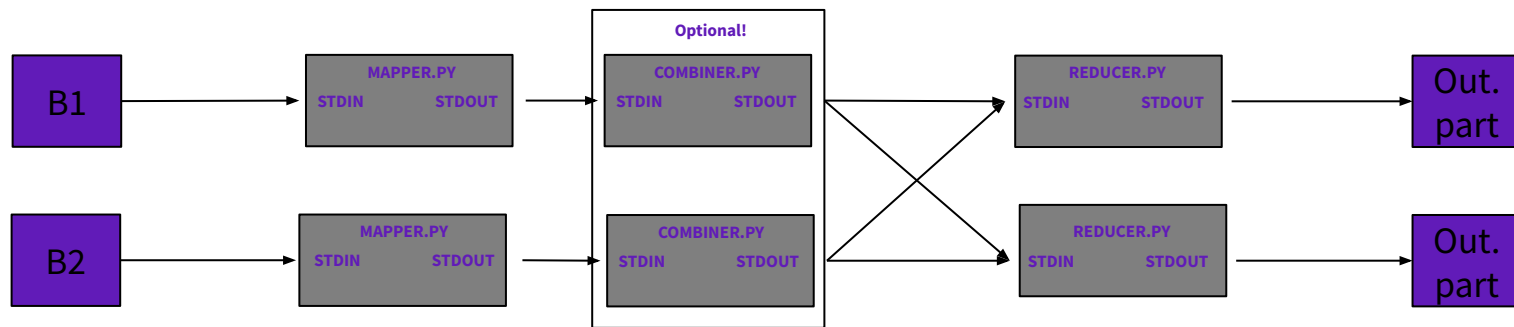 Optional!
B1
MAPPER.PY
STDIN STDOUT
COMBINER.PY
STDIN STDOUT
REDUCER.PY
STDIN STDOUT
Out.
part
B2
MAPPER.PY
STDIN STDOUT
COMBINER.PY
STDIN STDOUT
REDUCER.PY
STDIN STDOUT
Out.
part